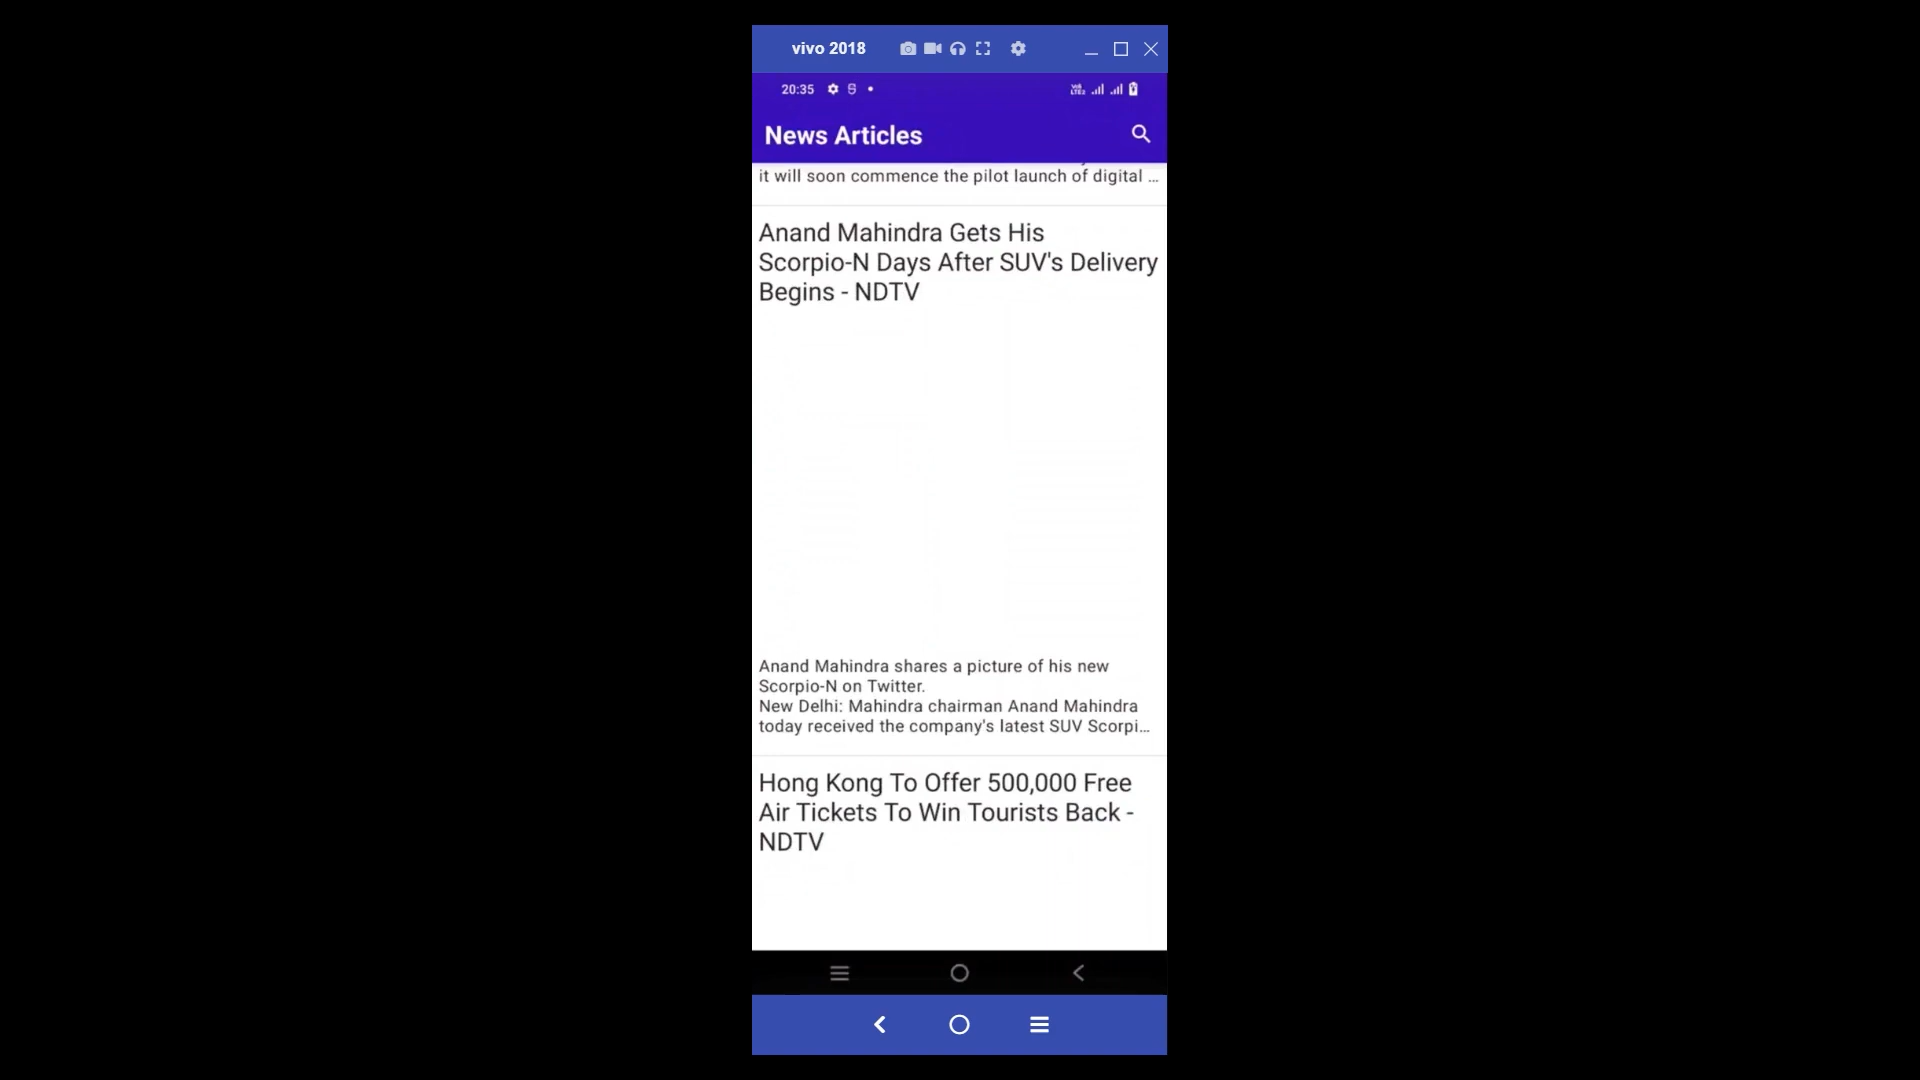 vivo 2018
20:35
News Articles
it will soon commence the pilot launch of digital ...
Anand Mahindra Gets His
Scorpio-N Days After SUV's Delivery
Begins - NDTV
Anand Mahindra shares a picture of his new
Scorpio-N on Twitter.
New Delhi: Mahindra chairman Anand Mahindra
today received the company's latest SUV Scorpi...
Hong Kong To Offer 500,000 Free
Air Tickets To Win Tourists Back -
NDTV